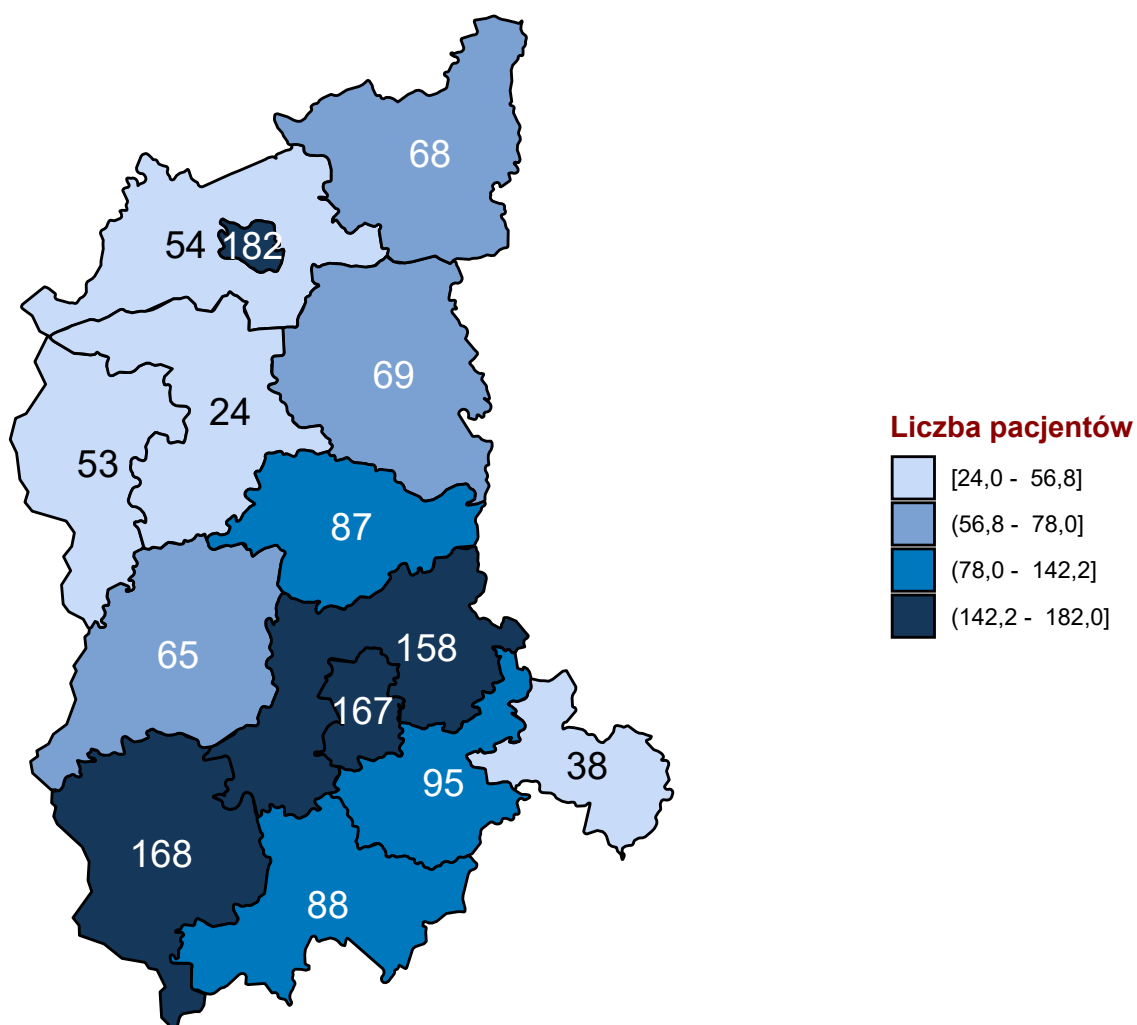 68
54 182
69
24
53
87
158
65
167
38
95
168
88
Liczba pacjentów
[24,0 - 56,8]
(56,8 - 78,0]
(78,0 - 142,2]
(142,2 - 182,0]